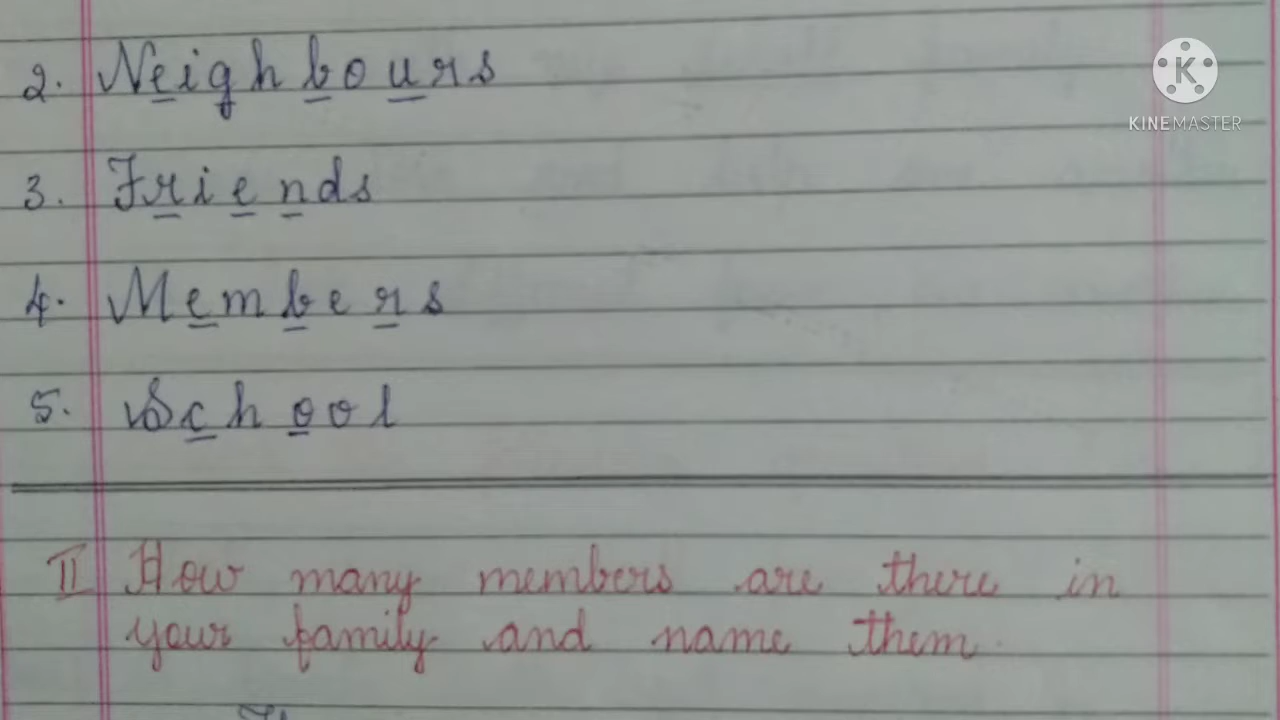 2. Neighbours
KINEMASTER
3. Friends
4. Members
5. School
II How many members are there in
your family and name them.